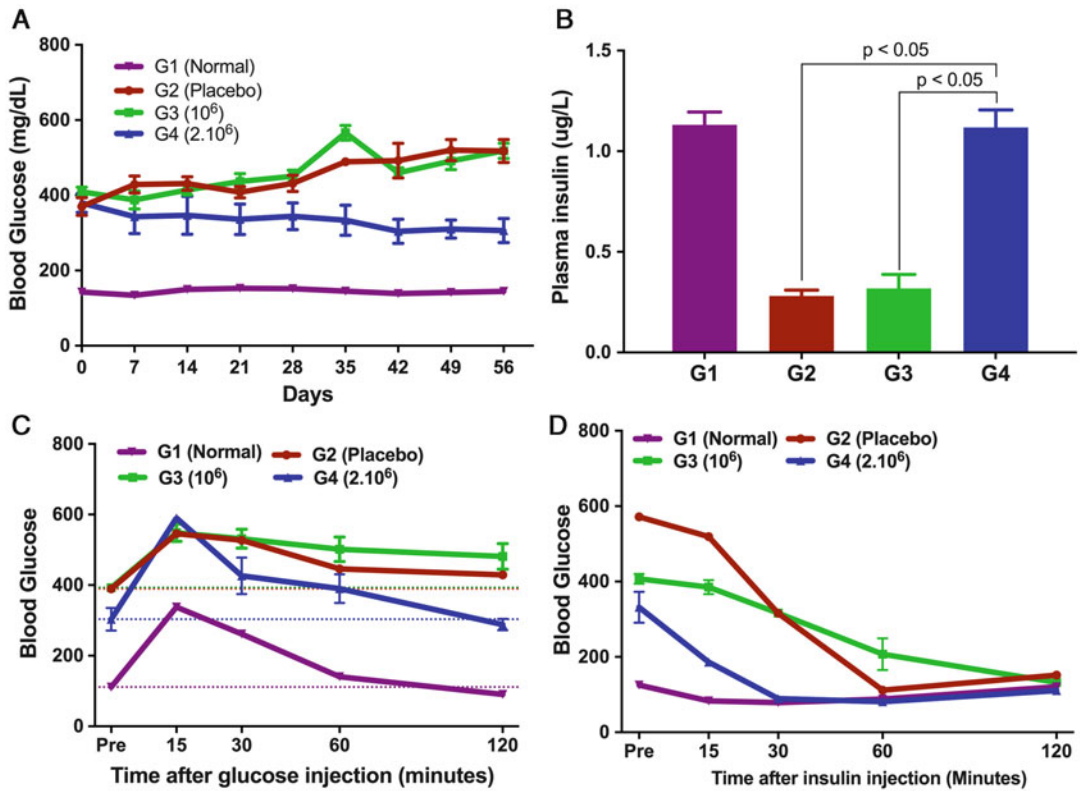 A
Blood Glucose (mg/dL)
800
600
400
200
0
G1 (Normal)
G2 (Placebo)
G3 (10⁶)
G4 (2.10⁶)
0 7 14 21 28 35 42 49 56
Days
B
Plasma insulin (ug/L)
1.5
1.0
0.5
0.0
p < 0.05
p < 0.05
G1 G2 G3 G4
C
Blood Glucose
800
600
400
200
0
G1 (Normal) G2 (Placebo)
G3 (10⁶) G4 (2.10⁶)
Pre 15 30 60 120
Time after glucose injection (minutes)
D
Blood Glucose
800
600
400
200
0
G1 (Normal) G2 (Placebo)
G3 (10⁶) G4 (2.10⁶)
Pre 15 30 60 120
Time after insulin injection (Minutes)